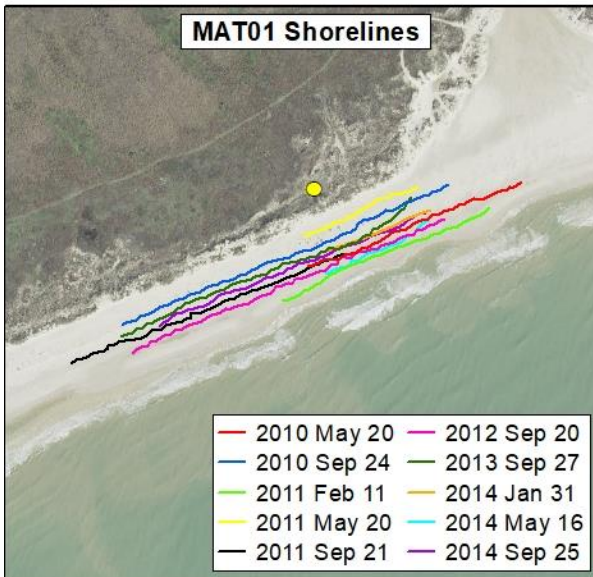 MAT01 Shorelines
2010 May 20
2010 Sep 24
2011 Feb 11
2011 May 20
2011 Sep 21
2012 Sep 20
2013 Sep 27
2014 Jan 31
2014 May 16
2014 Sep 25